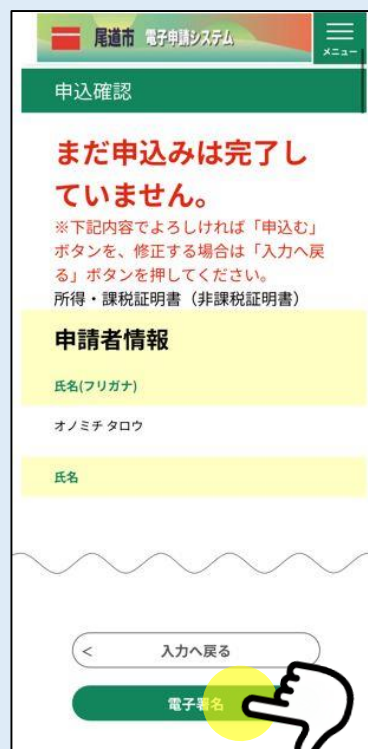 尾道市 電子申請システム
メニュー
申込確認
まだ申込みは完了し
ていません。
※下記内容でよろしければ「申込む」
ボタンを、修正する場合は「入力へ戻
る」ボタンを押してください。
所得・課税証明書（非課税証明書）
申請者情報
氏名(フリガナ)
オノミチ タロウ
氏名
< 入力へ戻る
電子署名